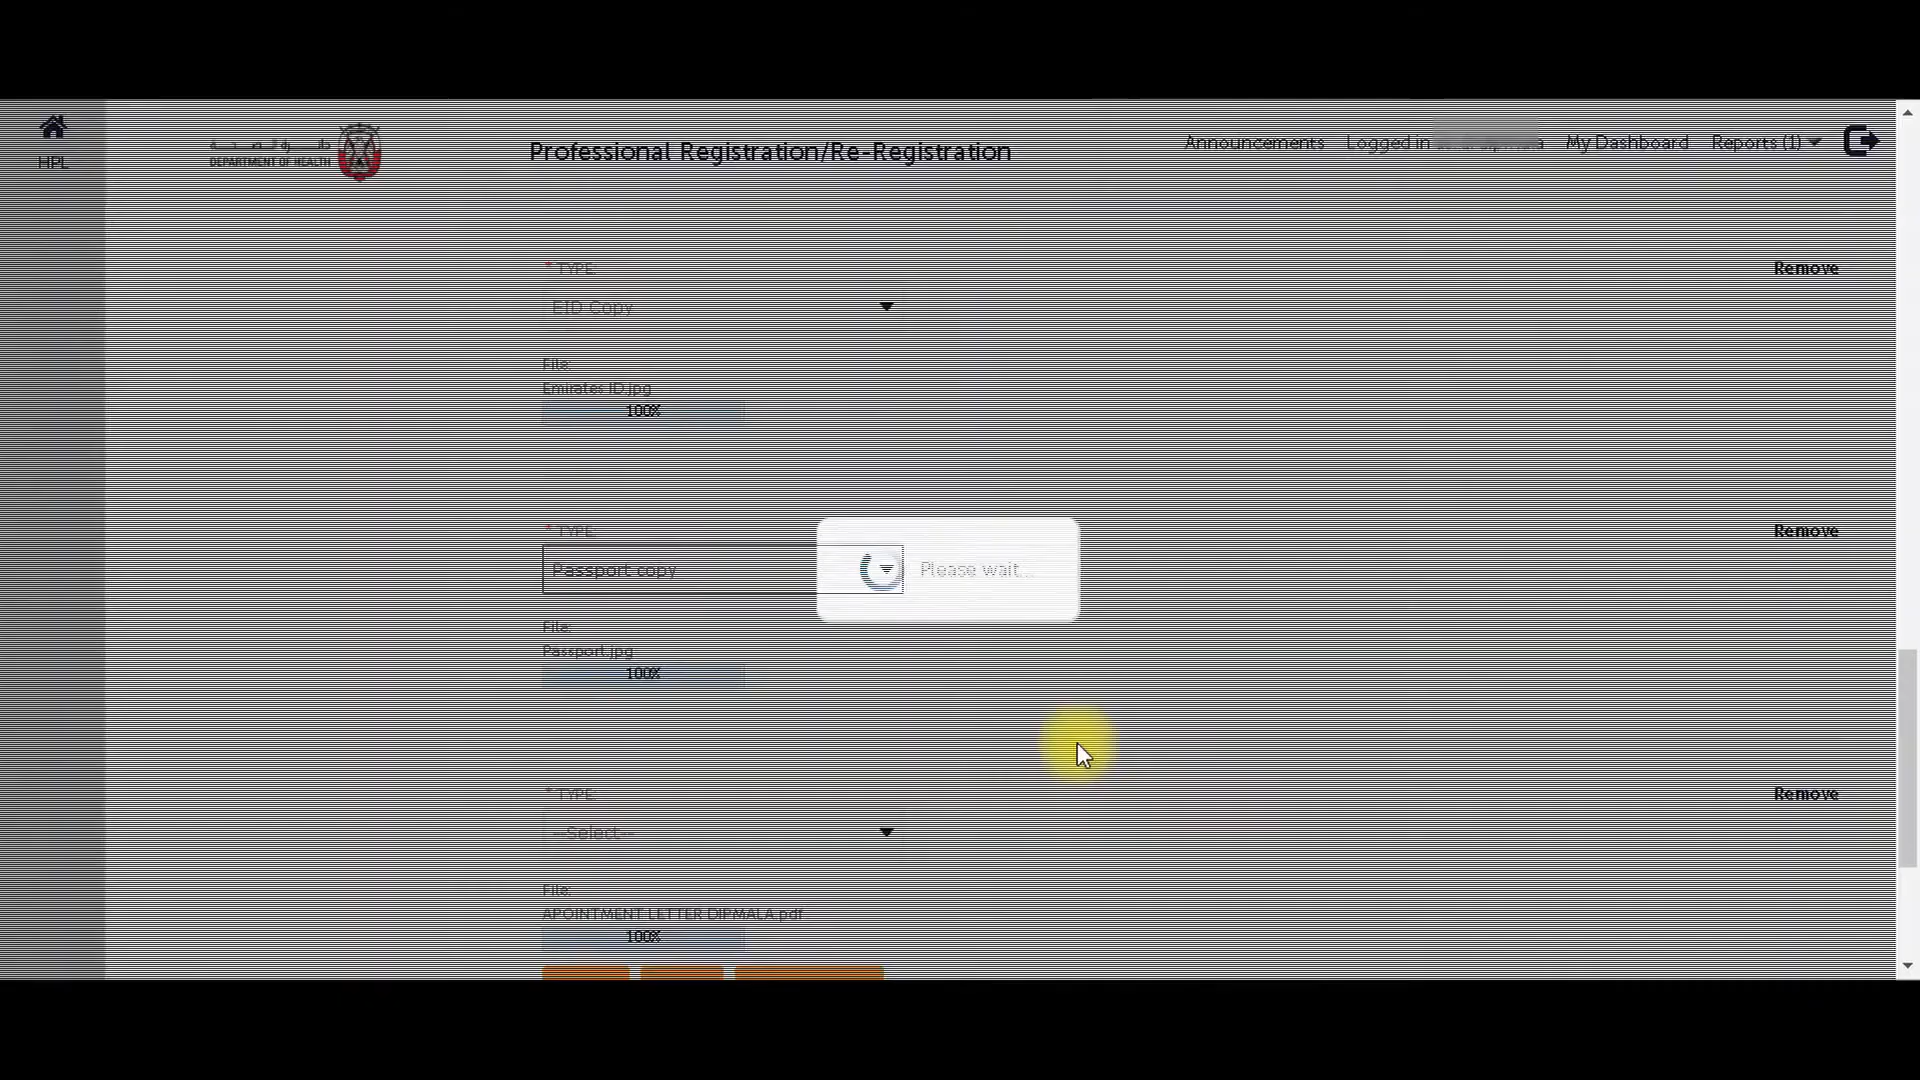 HPL
دائـرة الـصـحـة
DEPARTMENT OF HEALTH
Professional Registration/Re-Registration
Announcements
Logged in
My Dashboard
Reports (1)
* TYPE:
Remove
EID Copy
File:
Emirates ID.jpg
100%
* TYPE:
Remove
Passport copy
Please wait...
File:
Passport.jpg
100%
* TYPE:
Remove
--Select--
File:
APOINTMENT LETTER DIPMALA.pdf
100%